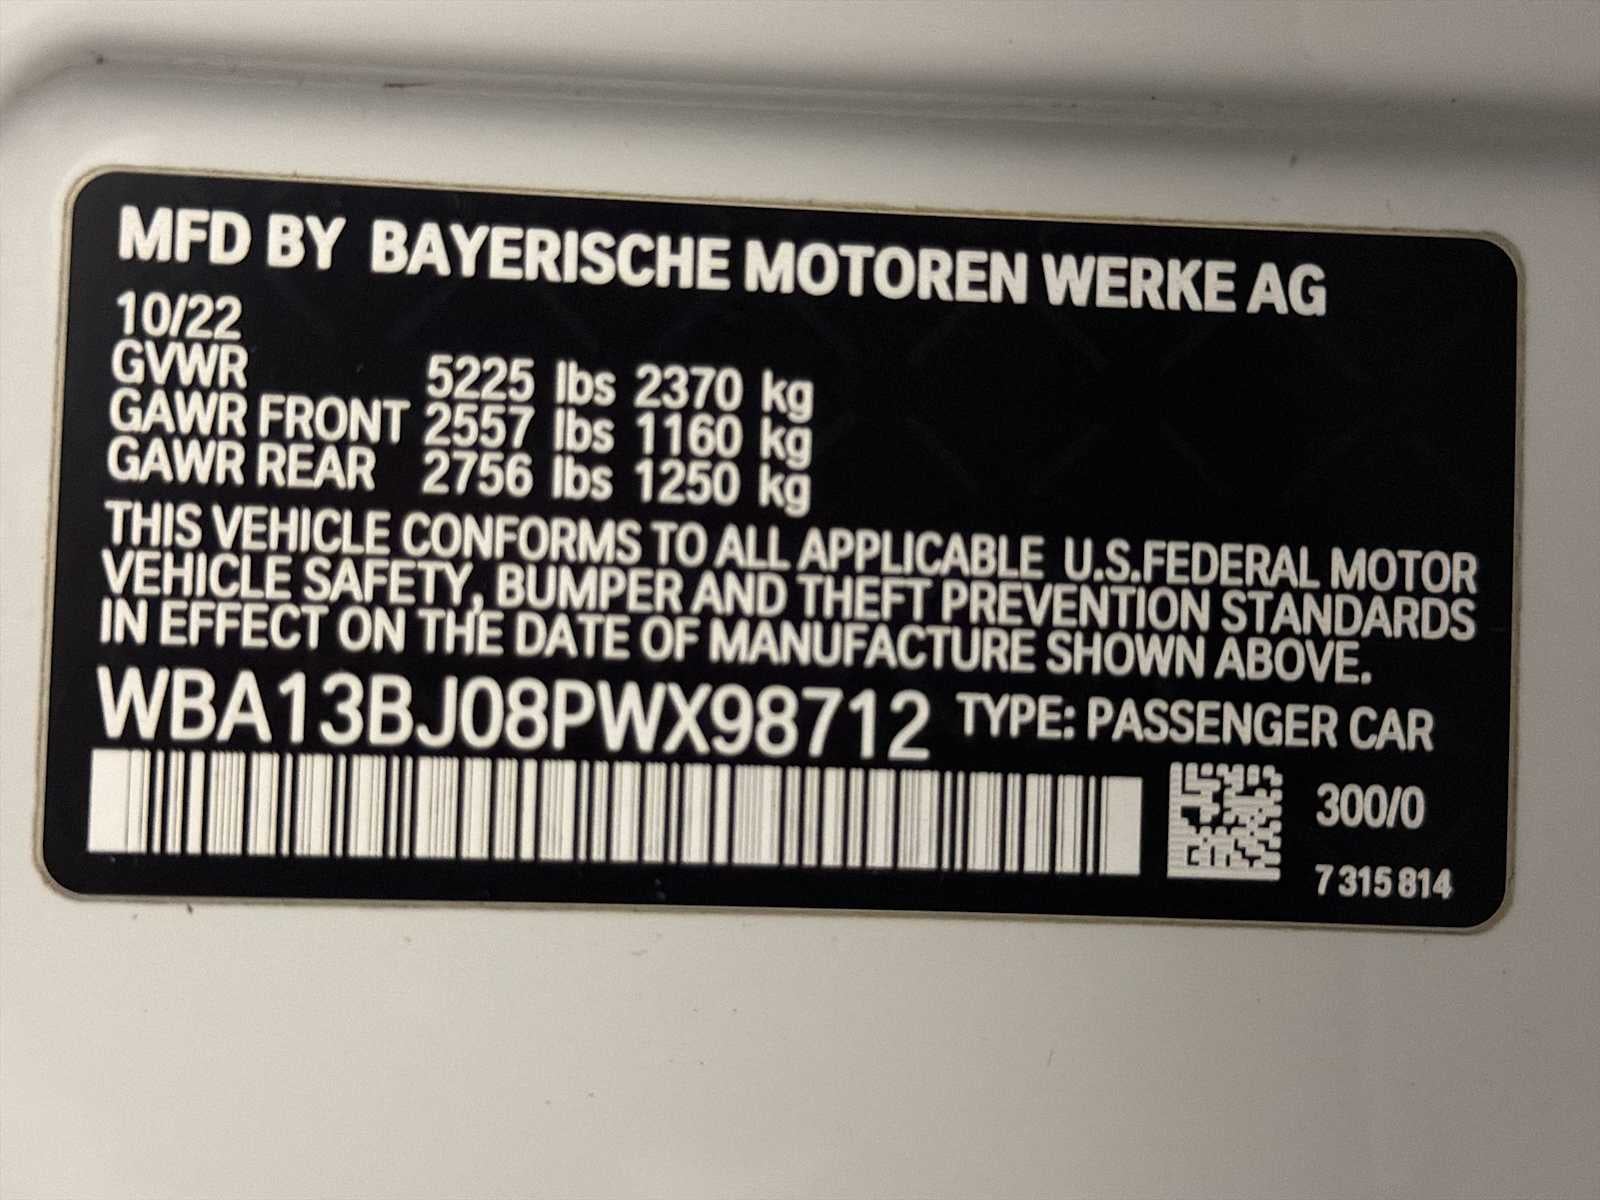 MFD BY BAYERISCHE MOTOREN WERKE AG
10/22
GVWR 5225 lbs 2370 kg
GAWR FRONT 2557 lbs 1160 kg
GAWR REAR 2756 lbs 1250 kg
THIS VEHICLE CONFORMS TO ALL APPLICABLE U.S.FEDERAL MOTOR
VEHICLE SAFETY, BUMPER AND THEFT PREVENTION STANDARDS
IN EFFECT ON THE DATE OF MANUFACTURE SHOWN ABOVE.
WBA13BJ08PWX98712 TYPE: PASSENGER CAR
300/0
7 315 814